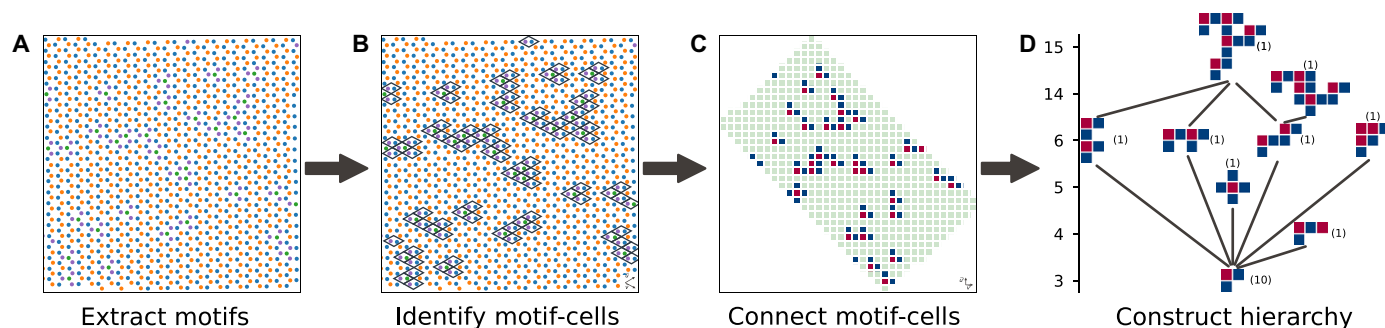 A
B
C
D
15
14
6
5
4
3
(1)
(1)
(1)
(1)
(1)
(1)
(1)
(1)
(10)
Extract motifs
Identify motif-cells
Connect motif-cells
Construct hierarchy